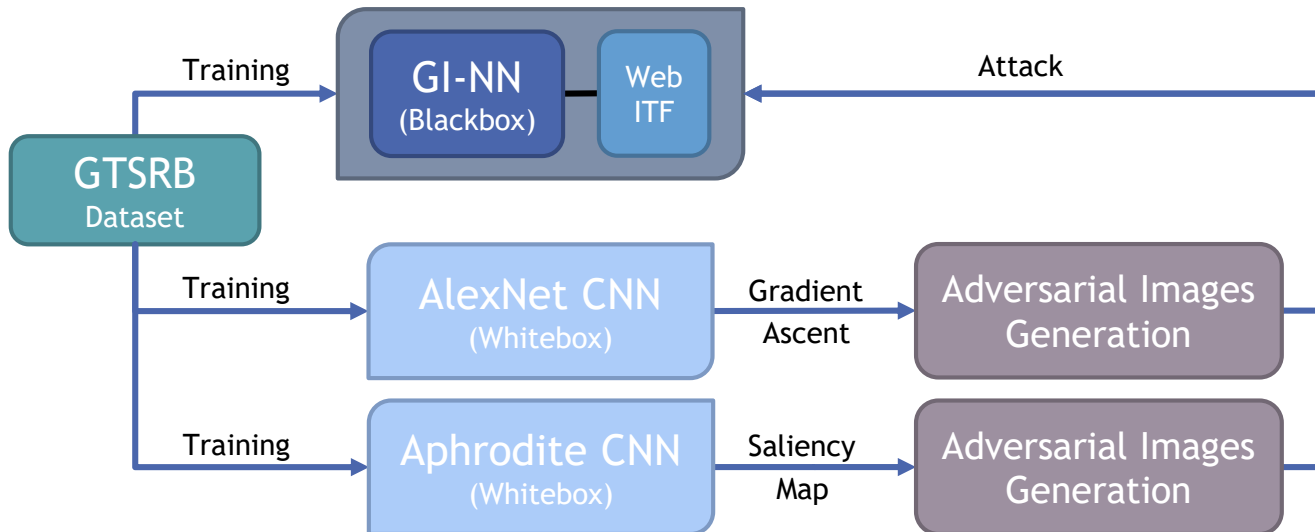 Training
GI-NN
(Blackbox)
Web
ITF
Attack
GTSRB
Dataset
Training
AlexNet CNN
(Whitebox)
Gradient
Ascent
Adversarial Images
Generation
Training
Aphrodite CNN
(Whitebox)
Saliency
Map
Adversarial Images
Generation